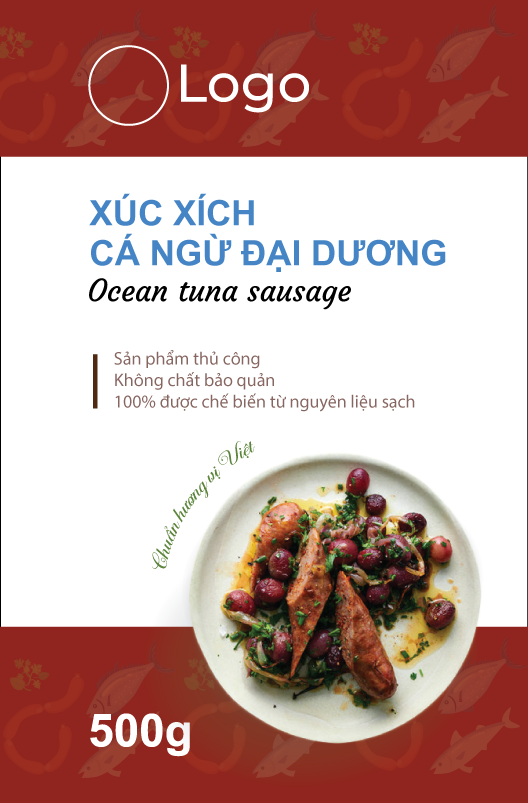 Logo
XÚC XÍCH
CÁ NGỪ ĐẠI DƯƠNG
Ocean tuna sausage
Sản phẩm thủ công
Không chất bảo quản
100% được chế biến từ nguyên liệu sạch
Chuẩn hương vị Việt
500g